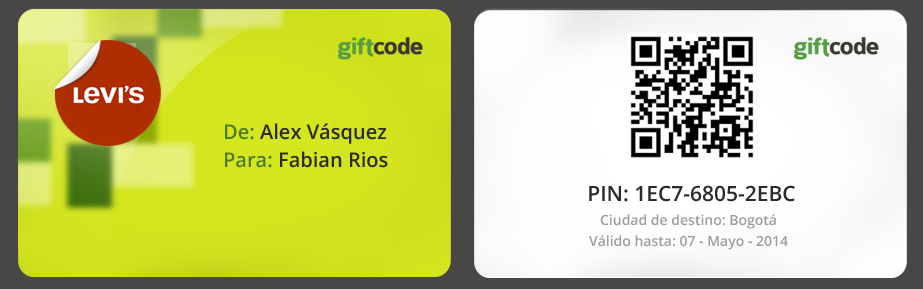 giftcode
LEVI'S
De: Alex Vásquez
Para: Fabian Rios
giftcode
PIN: 1EC7-6805-2EBC
Ciudad de destino: Bogotá
Válido hasta: 07 - Mayo - 2014